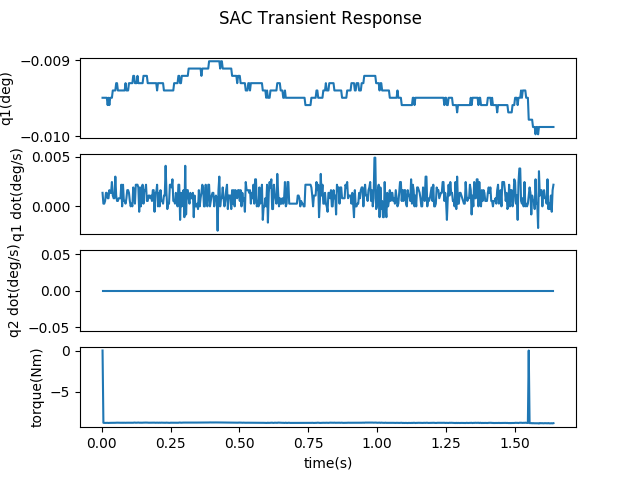 SAC Transient Response
−0.009
−0.010
q1(deg)
0.005
0.000
q1 dot(deg/s)
0.05
0.00
−0.05
q2 dot(deg/s)
0
−5
torque(Nm)
0.00 0.25 0.50 0.75 1.00 1.25 1.50
time(s)